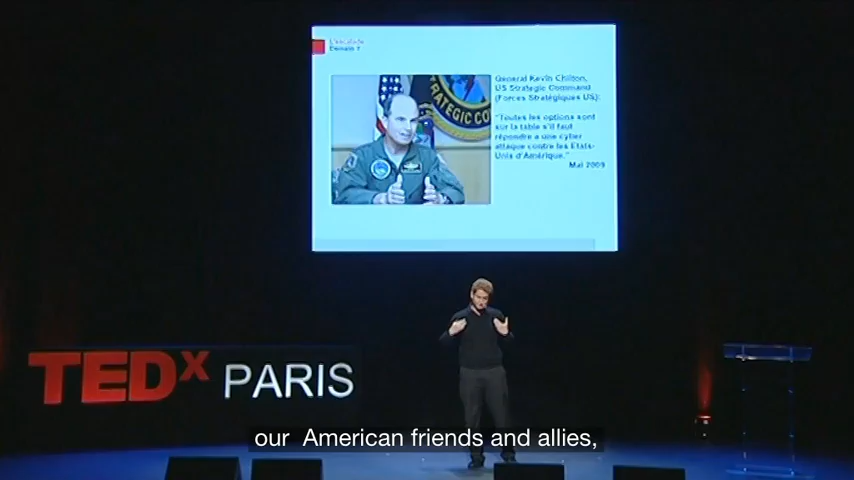 L'escalade
Demain ?
General Kevin Chilton,
US Strategic Command
(Forces Stratégiques US):
"Toutes les options sont
sur la table s'il faut
répondre à une cyber
attaque contre les Etats-
Unis d'Amérique."
Mai 2009
RATEGIC CO
TEDx PARIS
our American friends and allies,